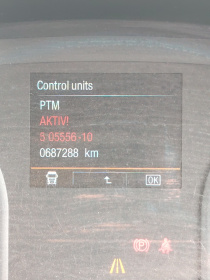 Control units
PTM
AKTIV!
5 05556-10
0687288 km
OK
P